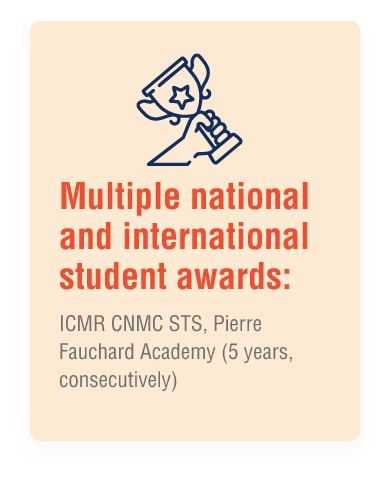 Multiple national
and international
student awards:
ICMR CNMC STS, Pierre
Fauchard Academy (5 years,
consecutively)